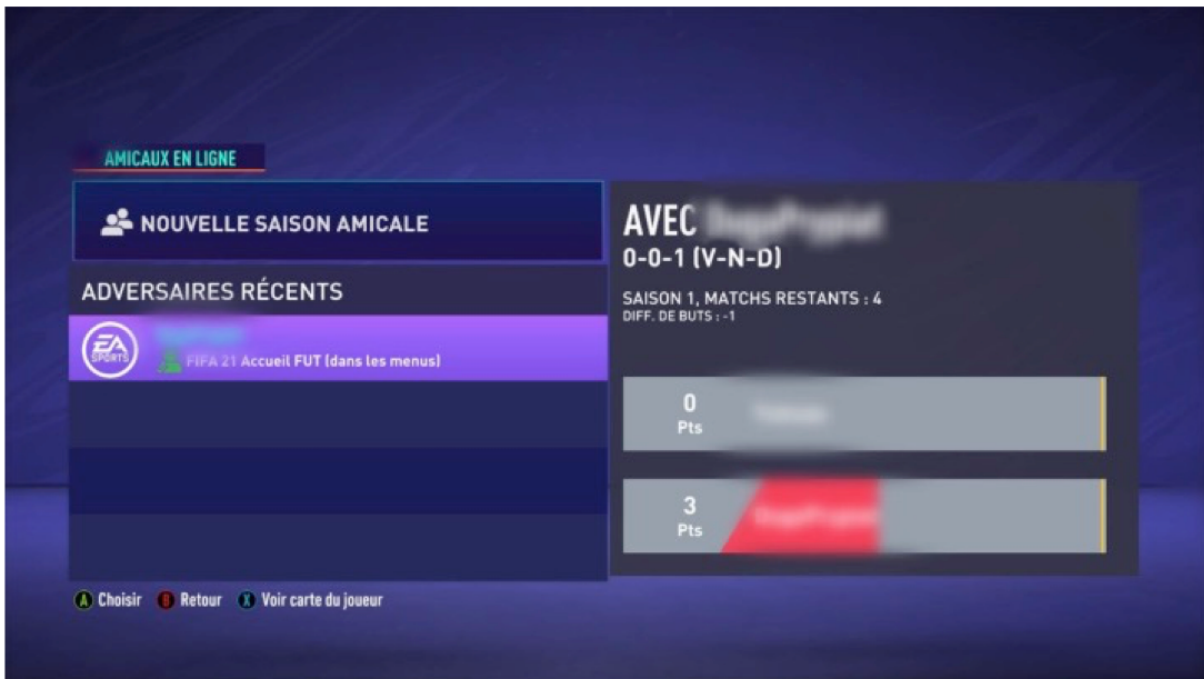 AMICAUX EN LIGNE
NOUVELLE SAISON AMICALE
ADVERSAIRES RÉCENTS
EA
SPORTS
FIFA 21 Accueil FUT (dans les menus)
AVEC
0-0-1 (V-N-D)
SAISON 1, MATCHS RESTANTS : 4
DIFF. DE BUTS : -1
0
Pts
3
Pts
A Choisir B Retour X Voir carte du joueur